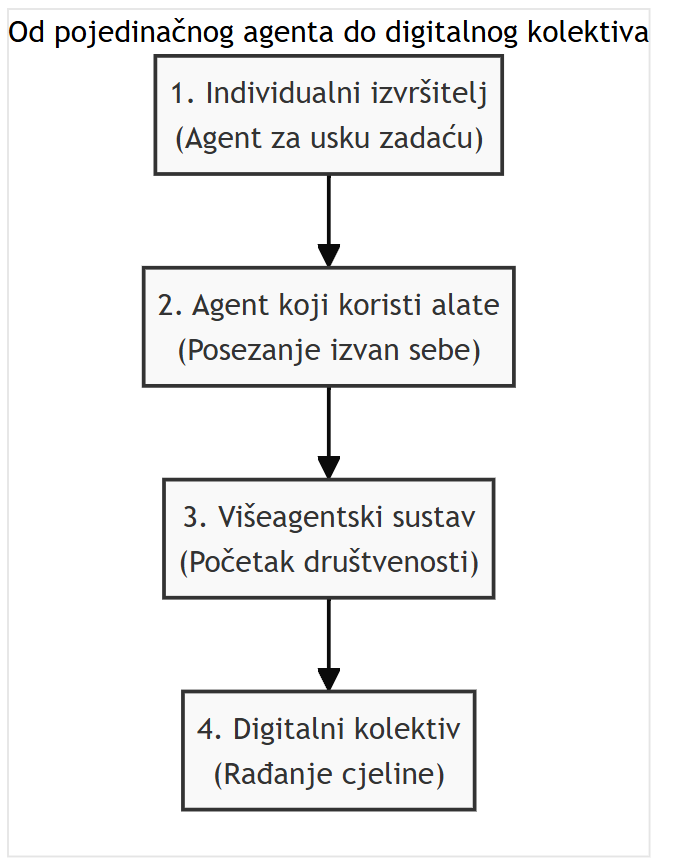 Od pojedinačnog agenta do digitalnog kolektiva
1. Individualni izvršitelj
(Agent za usku zadaću)
2. Agent koji koristi alate
(Posezanje izvan sebe)
3. Višeagentski sustav
(Početak društvenosti)
4. Digitalni kolektiv
(Rađanje cjeline)